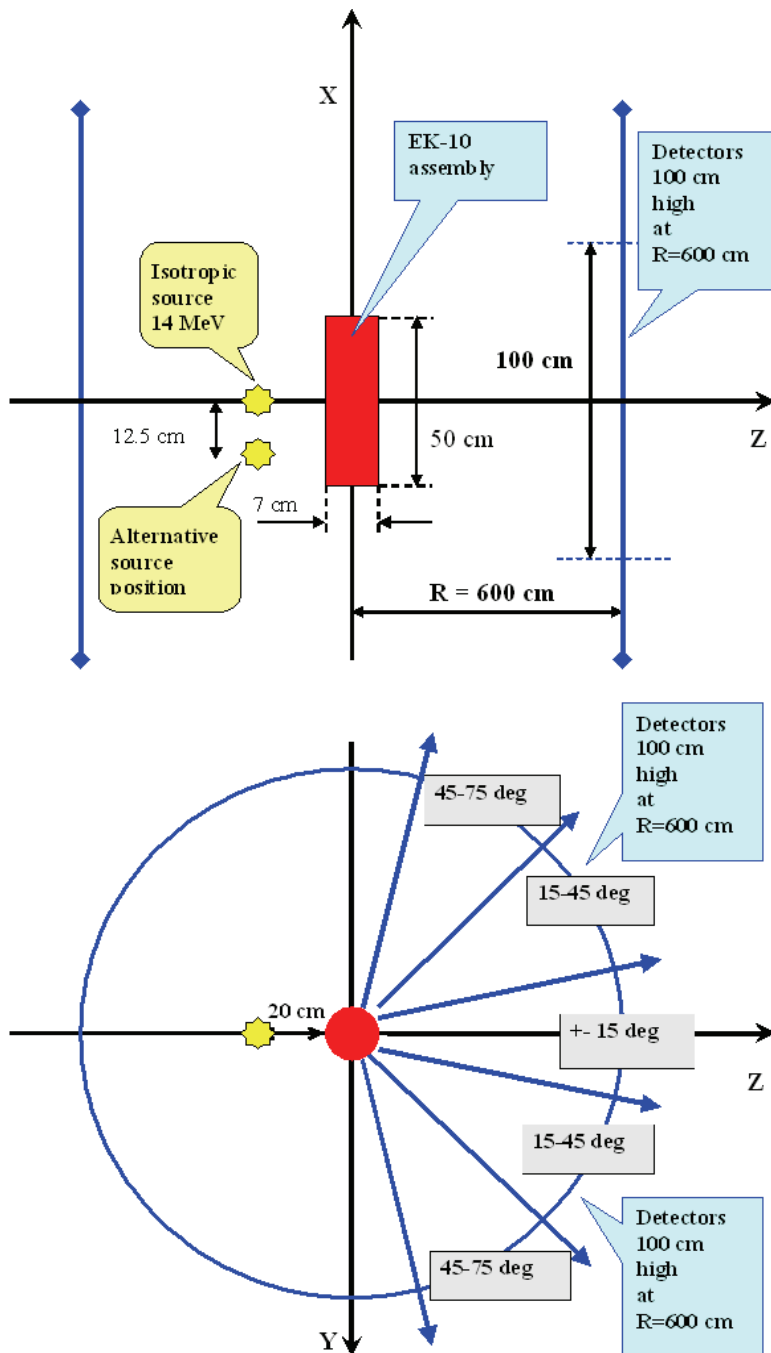 X
EK-10
assembly
Detectors
100 cm
high
at
R=600 cm
Isotropic
source
14 MeV
100 cm
12.5 cm
50 cm
Z
7 cm
Alternative
source
position
R = 600 cm
Detectors
100 cm
high
at
R=600 cm
45-75 deg
15-45 deg
20 cm
+- 15 deg
Z
15-45 deg
Detectors
100 cm
high
at
R=600 cm
45-75 deg
Y